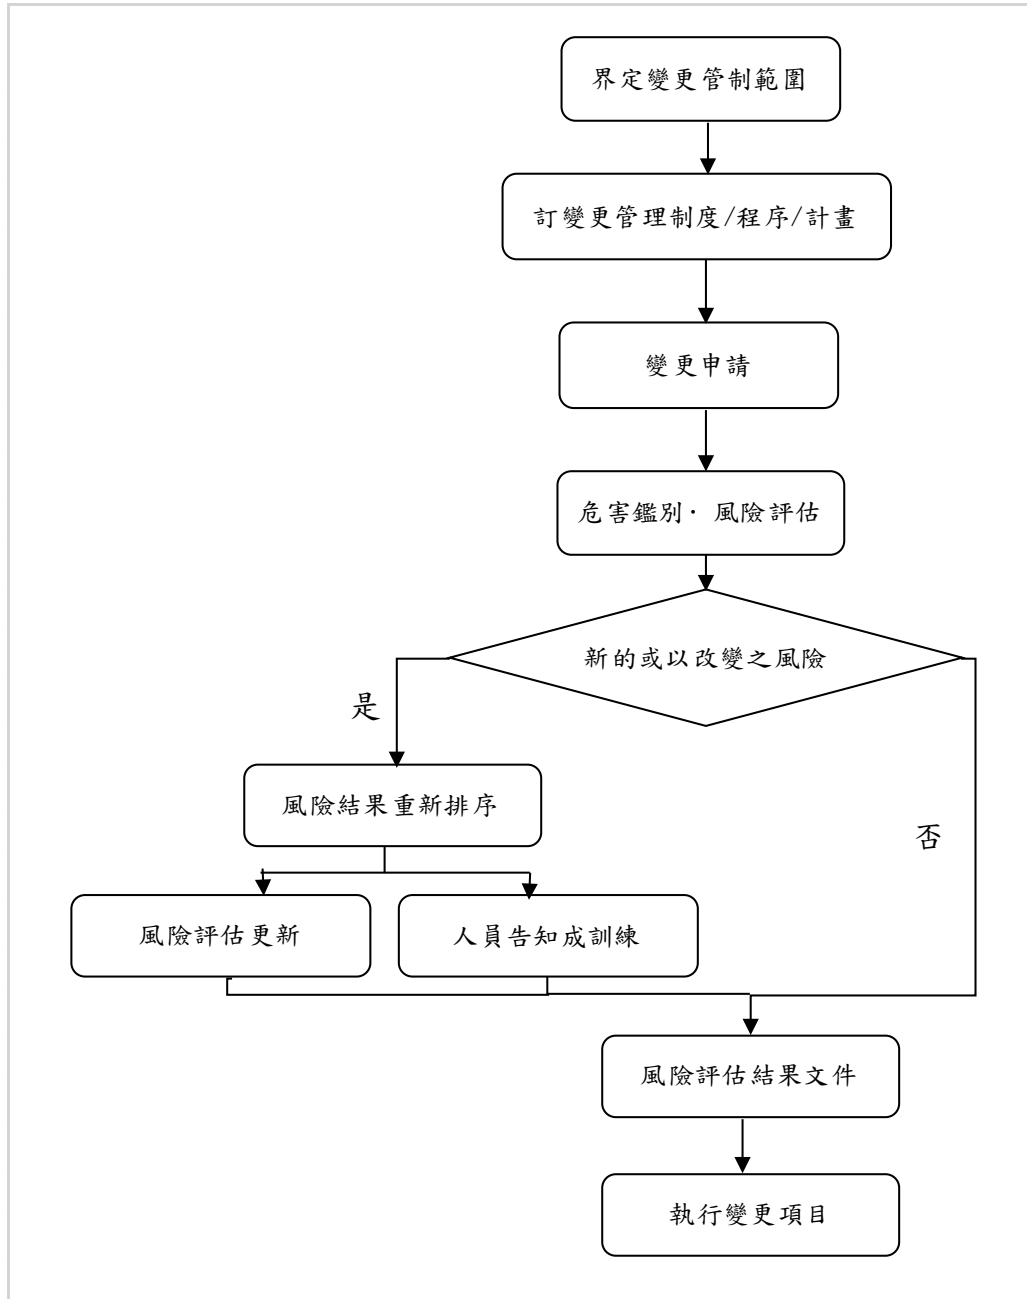 界定變更管制範圍
訂變更管理制度/程序/計畫
變更申請
危害鑑別·風險評估
新的或以改變之風險
是
風險結果重新排序
否
風險評估更新
人員告知成訓練
風險評估結果文件
執行變更項目